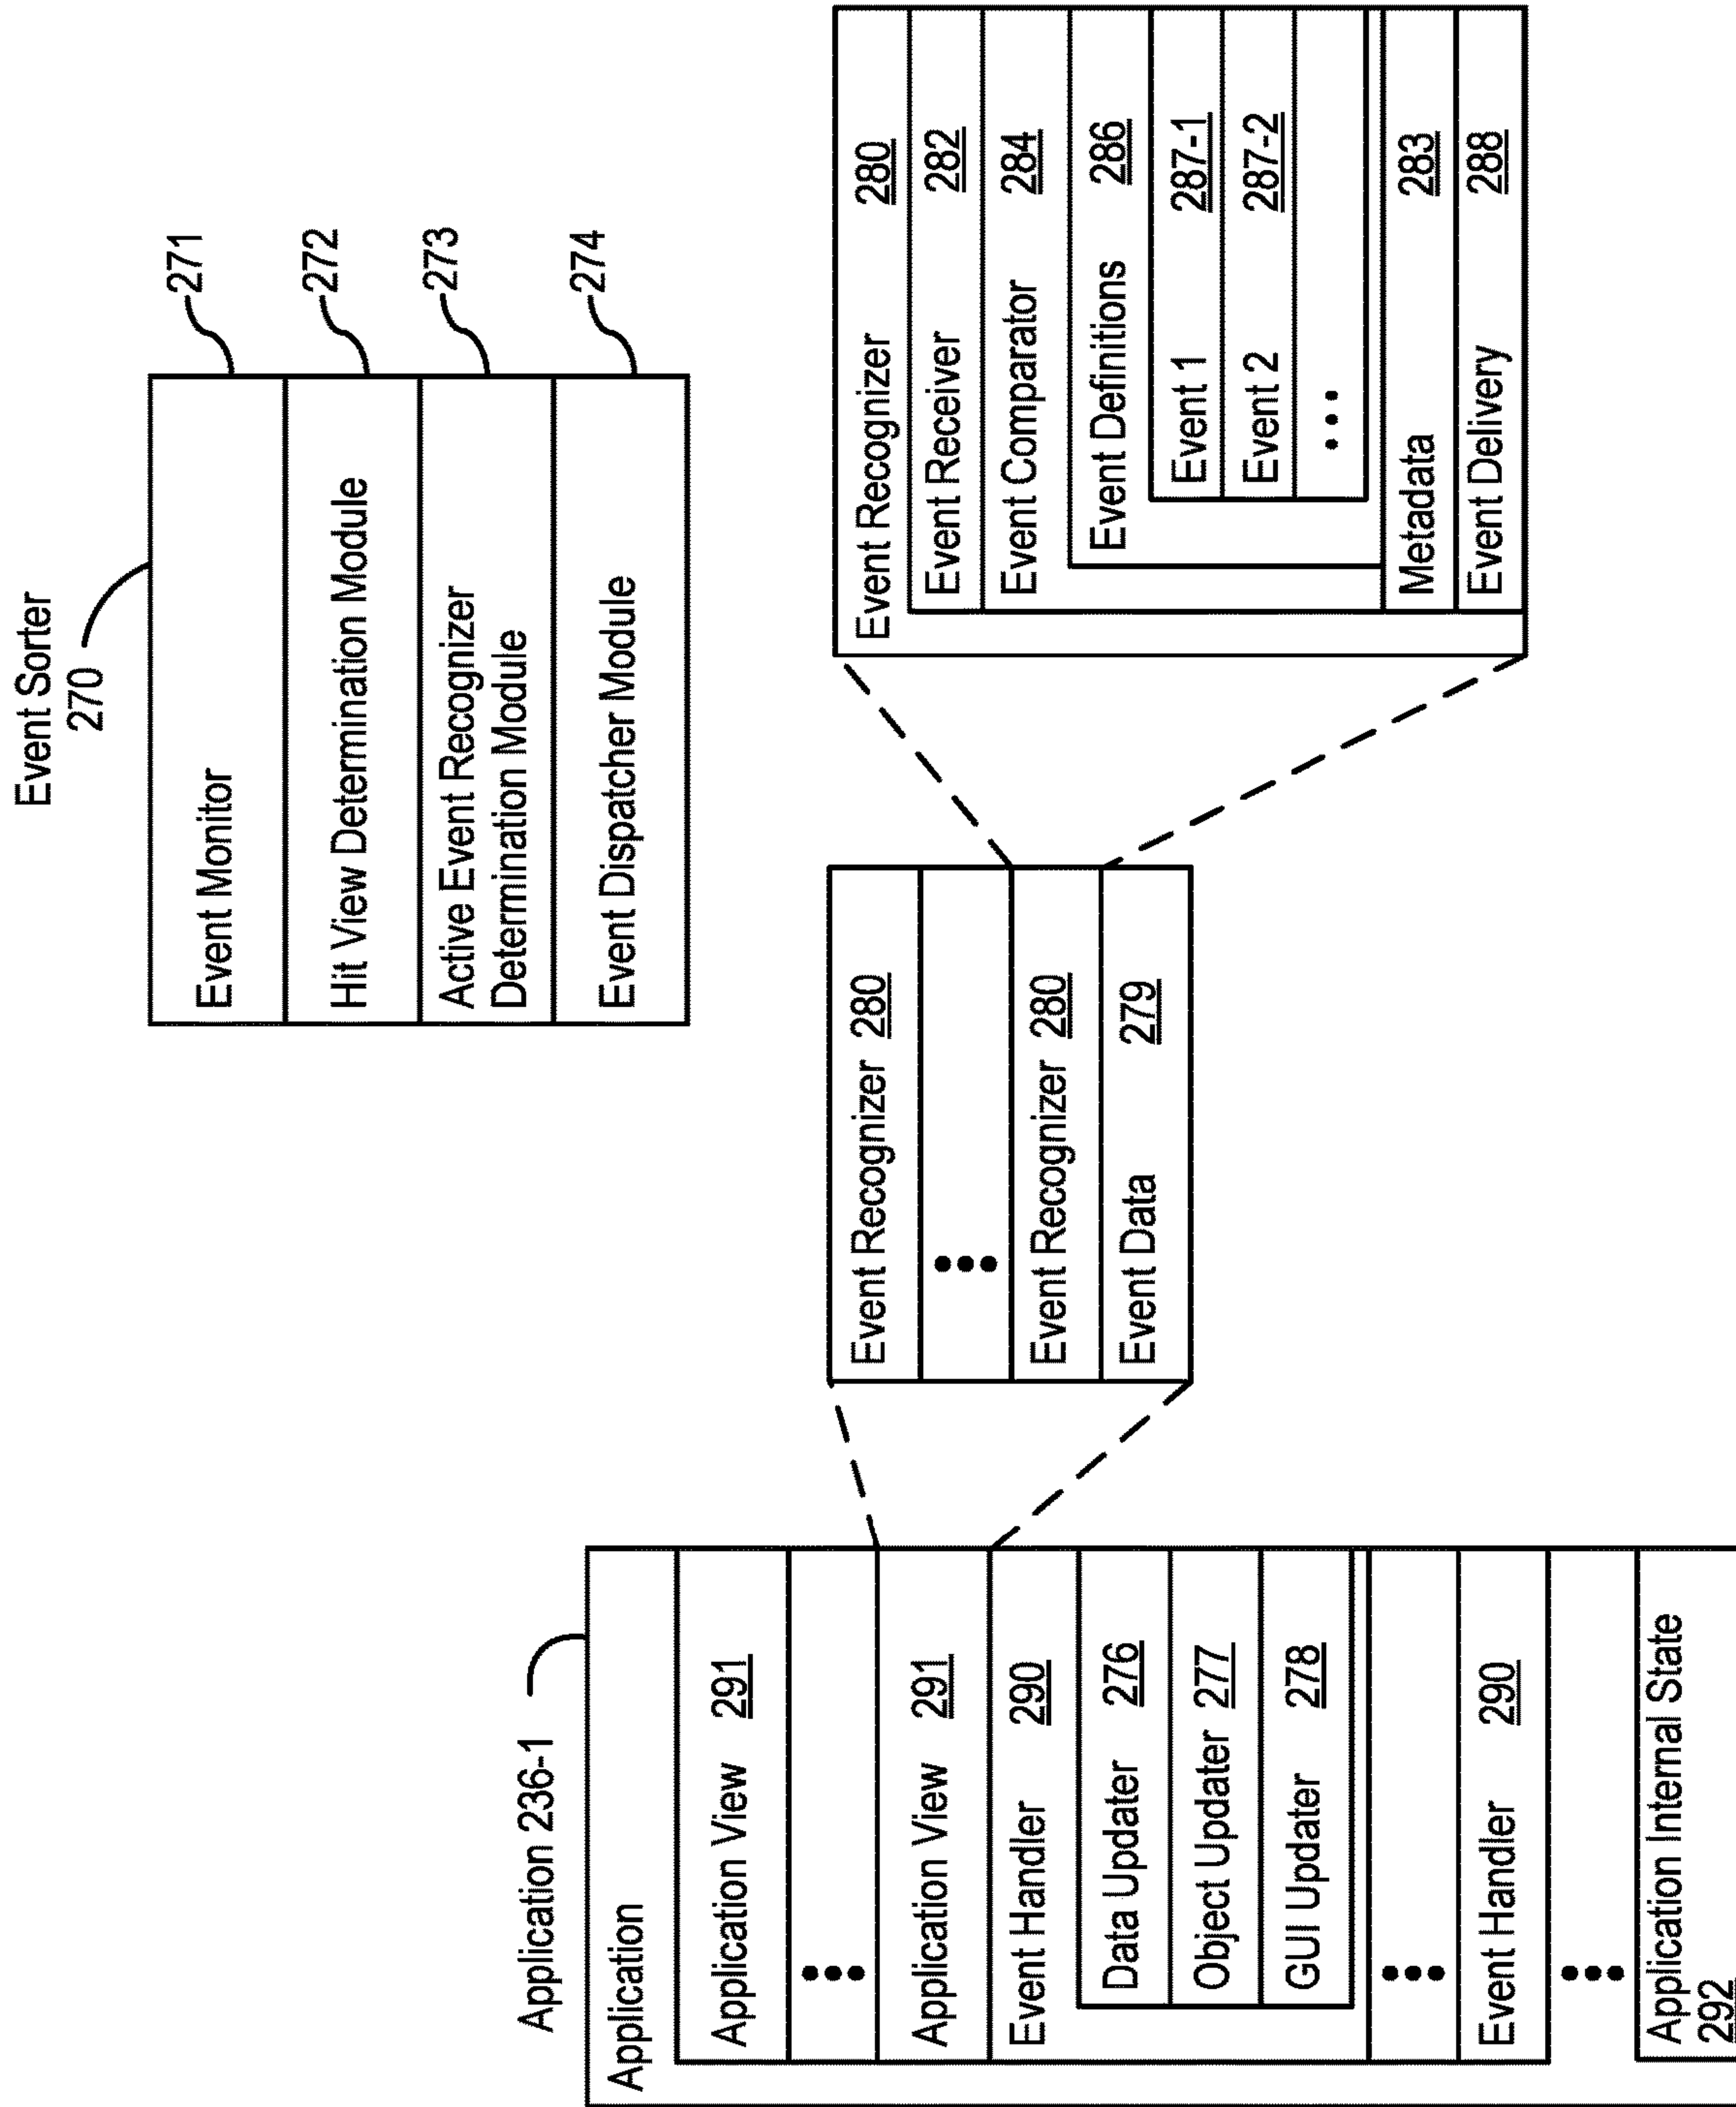 Event Sorter
270
Event Monitor
271
Hit View Determination Module
272
Active Event Recognizer
Determination Module
273
Event Dispatcher Module
274
Application 236-1
Application
Application View 291
•••
Application View 291
Event Handler 290
Data Updater 276
Object Updater 277
GUI Updater 278
•••
Event Handler 290
•••
Application Internal State
292
Event Recognizer 280
•••
Event Recognizer 280
Event Data 279
Event Recognizer 280
Event Receiver 282
Event Comparator 284
Event Definitions 286
Event 1 287-1
Event 2 287-2
•••
Metadata 283
Event Delivery 288